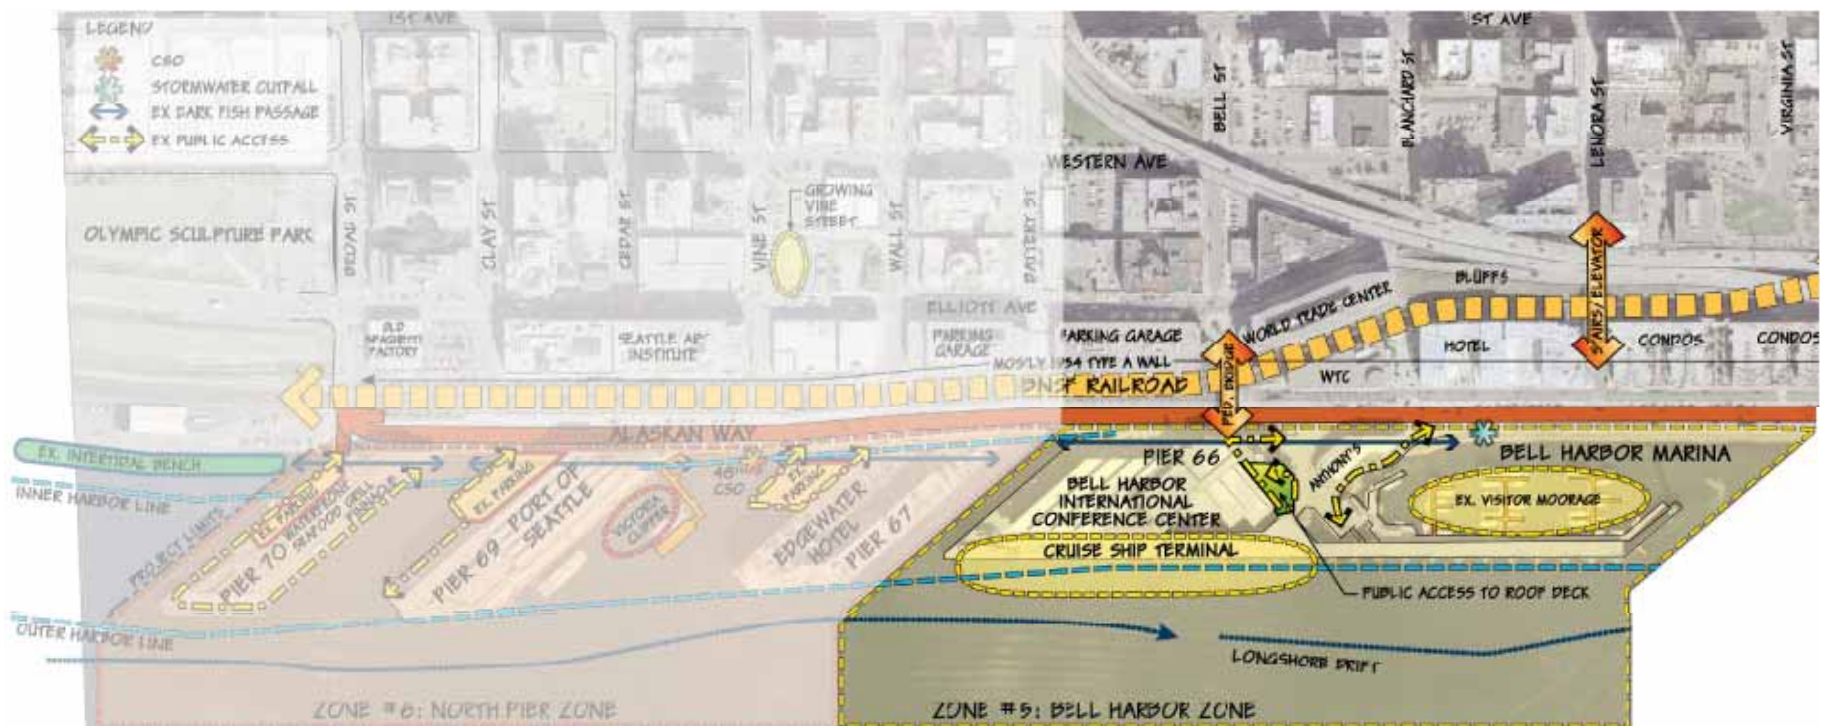 LEGEND
CSO
STORMWATER OUTFALL
EX DARK FISH PASSAGE
EX PUBLIC ACCESS
1ST AVE
ST AVE
BROAD ST
CLAY ST
CEDAR ST
VINE ST
WALL ST
BATTERY ST
BELL ST
BLANCHARD ST
LENORA ST
VIRGINIA ST
WESTERN AVE
GROWING
VINE
STREET
OLYMPIC SCULPTURE PARK
ELLIOTT AVE
BLUFFS
STAIRS/ELEVATOR
WORLD TRADE CENTER
OLD
SPAGHETTI
FACTORY
SEATTLE ART
INSTITUTE
PARKING
GARAGE
PARKING GARAGE
HOTEL
CONDOS
CONDOS
MOSTLY 1954 TYPE A WALL
WTC
BNSF RAILROAD
PED. BRIDGE
ALASKAN WAY
EX. INTERTIDAL BENCH
INNER HARBOR LINE
PROJECT LIMITS
EX. PARKING
WATERFRONT
SEAFOOD GRILL
PINNACLE
PIER 70
EX. PARKING
PORT OF
SEATTLE
PIER 69
VICTORIA
CLIPPER
48"
CSO
EX.
PARKING
EDGEWATER
HOTEL
PIER 67
PIER 66
BELL HARBOR
INTERNATIONAL
CONFERENCE CENTER
CRUISE SHIP TERMINAL
ANTHONY'S
BELL HARBOR MARINA
EX. VISITOR MOORAGE
PUBLIC ACCESS TO ROOF DECK
OUTER HARBOR LINE
LONGSHORE DRIFT
ZONE #6: NORTH PIER ZONE
ZONE #5: BELL HARBOR ZONE